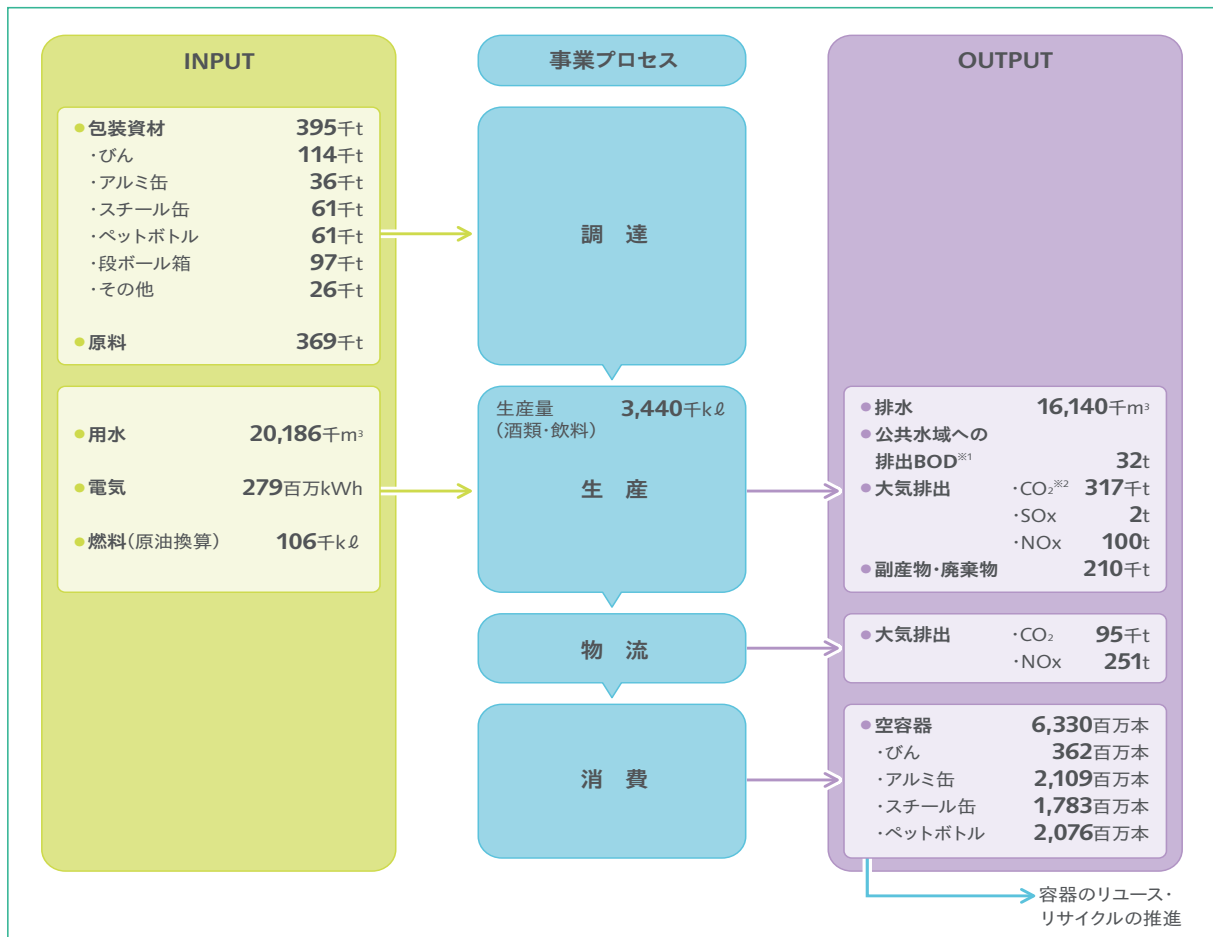 INPUT
●包装資材 395千t
・びん 114千t
・アルミ缶 36千t
・スチール缶 61千t
・ペットボトル 61千t
・段ボール箱 97千t
・その他 26千t
●原料 369千t
●用水 20,186千m³
●電気 279百万kWh
●燃料(原油換算) 106千kℓ
事業プロセス
調 達
生産量 3,440千kℓ
(酒類・飲料)
生 産
物 流
消 費
OUTPUT
●排水 16,140千m³
●公共水域への
排出BOD※1 32t
●大気排出 ・CO₂※2 317千t
・SOx 2t
・NOx 100t
●副産物・廃棄物 210千t
●大気排出 ・CO₂ 95千t
・NOx 251t
●空容器 6,330百万本
・びん 362百万本
・アルミ缶 2,109百万本
・スチール缶 1,783百万本
・ペットボトル 2,076百万本
容器のリユース・
リサイクルの推進